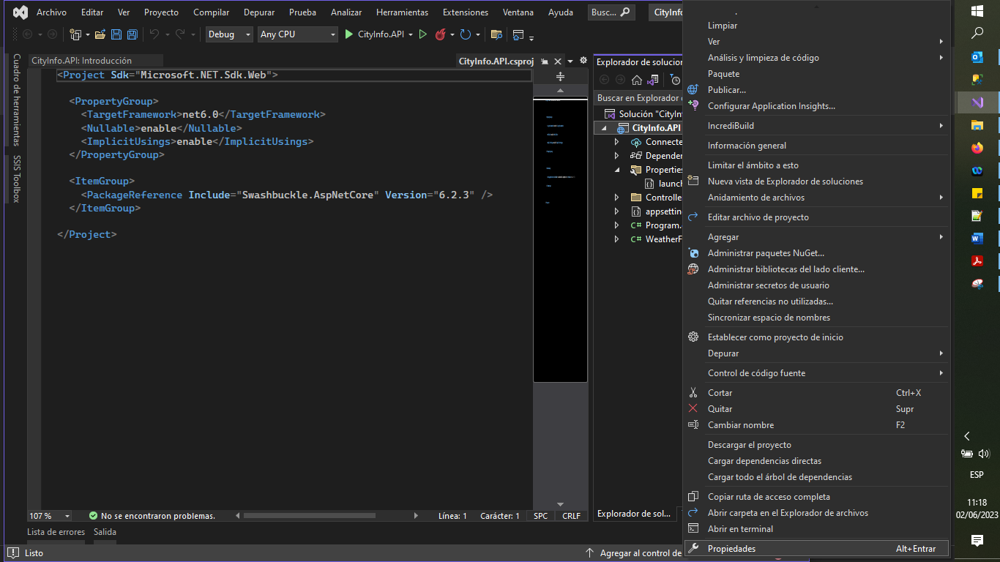 Archivo Editar Ver Proyecto Compilar Depurar Prueba Analizar Herramientas Extensiones Ventana Ayuda Busc... CityInfo
Debug Any CPU CityInfo.API
Cuadro de herramientas
SSIS Toolbox
CityInfo.API: Introducción CityInfo.API.csproj
<Project Sdk="Microsoft.NET.Sdk.Web">
<PropertyGroup>
<TargetFramework>net6.0</TargetFramework>
<Nullable>enable</Nullable>
<ImplicitUsings>enable</ImplicitUsings>
</PropertyGroup>
<ItemGroup>
<PackageReference Include="Swashbuckle.AspNetCore" Version="6.2.3" />
</ItemGroup>
</Project>
107 % No se encontraron problemas. Línea: 1 Carácter: 1 SPC CRLF
Lista de errores Salida
Listo Agregar al control de
Explorador de solucion
Buscar en Explorador
Solución "CityInf
CityInfo.API
Connecte
Depender
Properties
launch
Controlle
appsettin
C# Program.
C# WeatherF
Explorador de sol...
Limpiar
Ver
Análisis y limpieza de código
Paquete
Publicar...
Configurar Application Insights...
IncrediBuild
Información general
Limitar el ámbito a esto
Nueva vista de Explorador de soluciones
Anidamiento de archivos
Editar archivo de proyecto
Agregar
Administrar paquetes NuGet...
Administrar bibliotecas del lado cliente...
Administrar secretos de usuario
Quitar referencias no utilizadas...
Sincronizar espacio de nombres
Establecer como proyecto de inicio
Depurar
Control de código fuente
Cortar Ctrl+X
Quitar Supr
Cambiar nombre F2
Descargar el proyecto
Cargar dependencias directas
Cargar todo el árbol de dependencias
Copiar ruta de acceso completa
Abrir carpeta en el Explorador de archivos
Abrir en terminal
Propiedades Alt+Entrar
ESP
11:18
02/06/2023